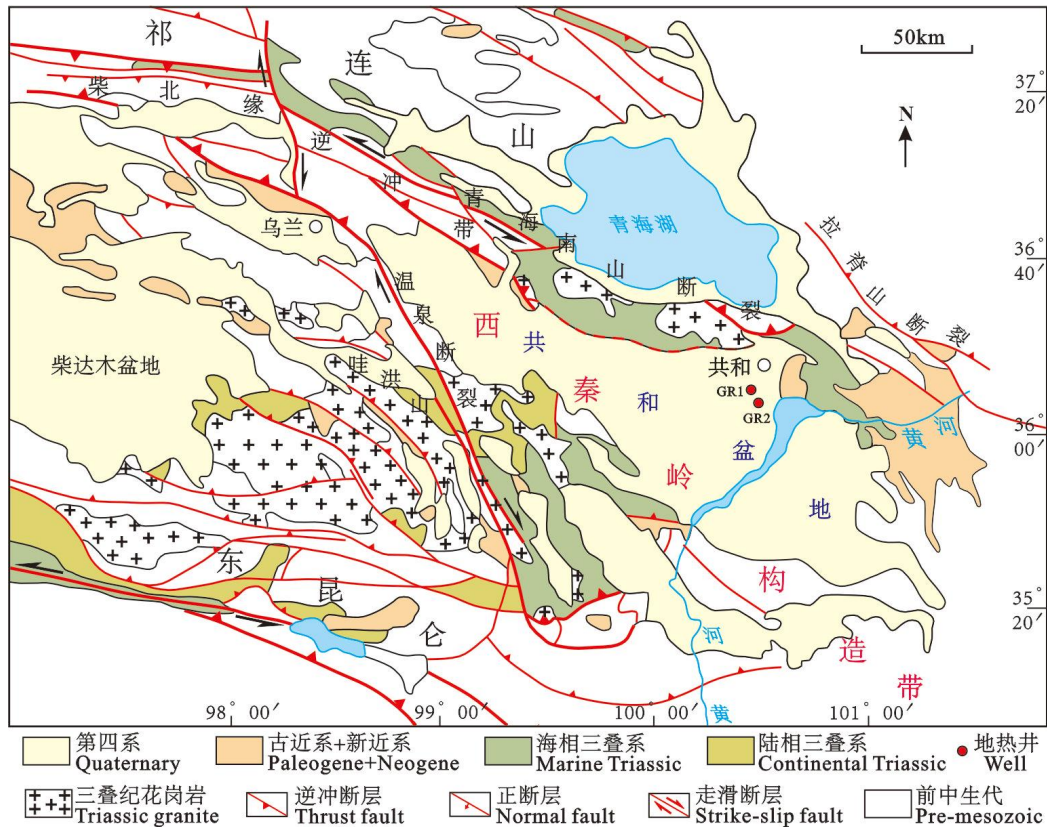 50km
37°
20′
N
36°
40′
36°
00′
35°
20′
祁
连
山
柴北缘
逆冲带
青海南山断裂
青海湖
拉脊山断裂
乌兰
温泉断裂
哇洪山
柴达木盆地
西
秦
岭
构
造
带
共
和
盆
地
共和
GR1
GR2
黄河
东
昆
仑
河
黄
98° 00′
99° 00′
100° 00′
101° 00′
第四系
Quaternary
古近系+新近系
Paleogene+Neogene
海相三叠系
Marine Triassic
陆相三叠系
Continental Triassic
地热井
Well
三叠纪花岗岩
Triassic granite
逆冲断层
Thrust fault
正断层
Normal fault
走滑断层
Strike-slip fault
前中生代
Pre-mesozoic